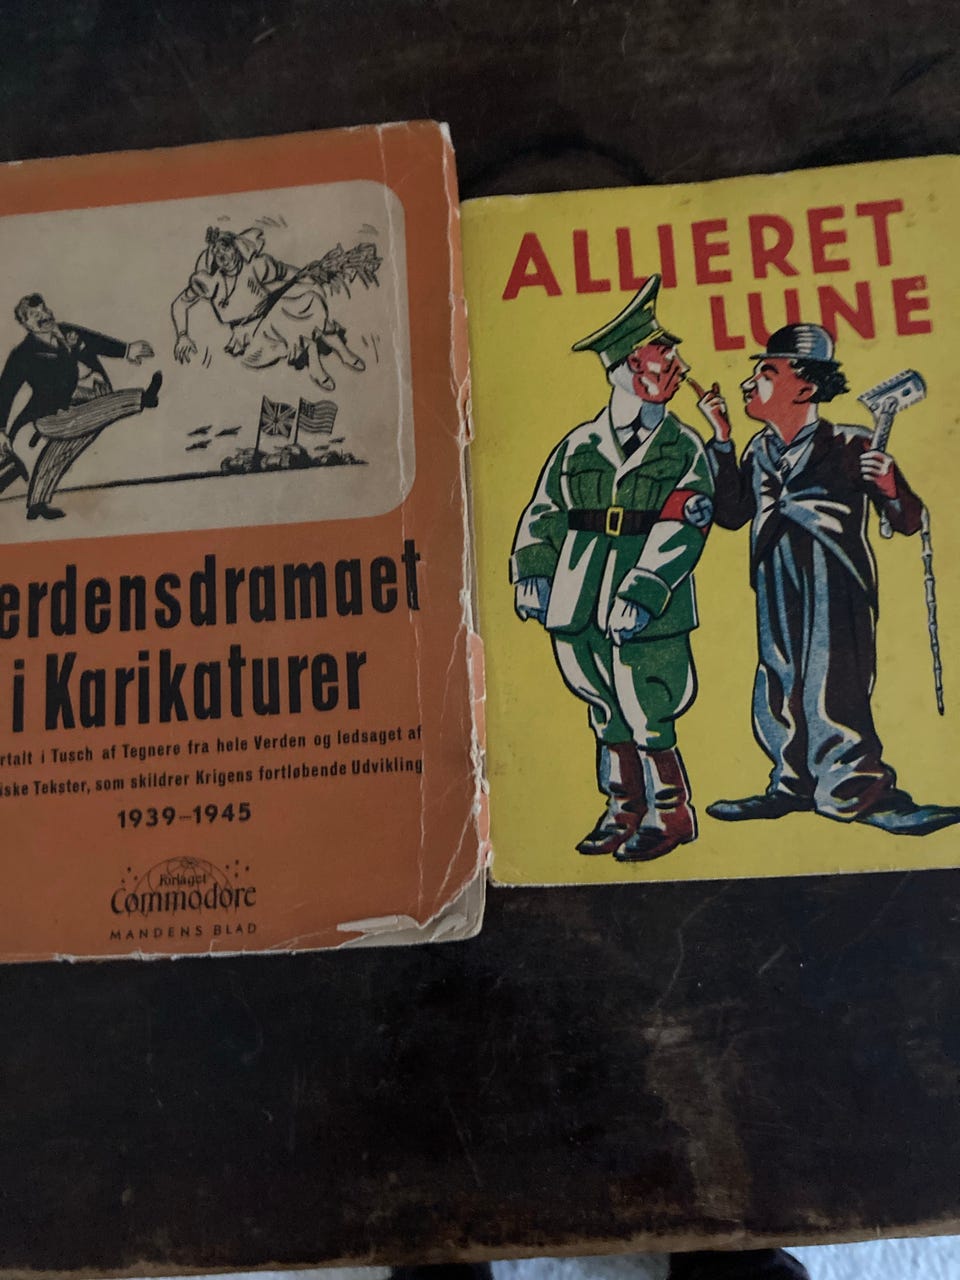 erdensdramaet
i Karikaturer
rtalt i Tusch af Tegnere fra hele Verden og ledsaget af
iske Tekster, som skildrer Krigens fortløbende Udvikling
1939-1945
Forlaget
Commodore
MANDENS BLAD
ALLIERET
LUNE